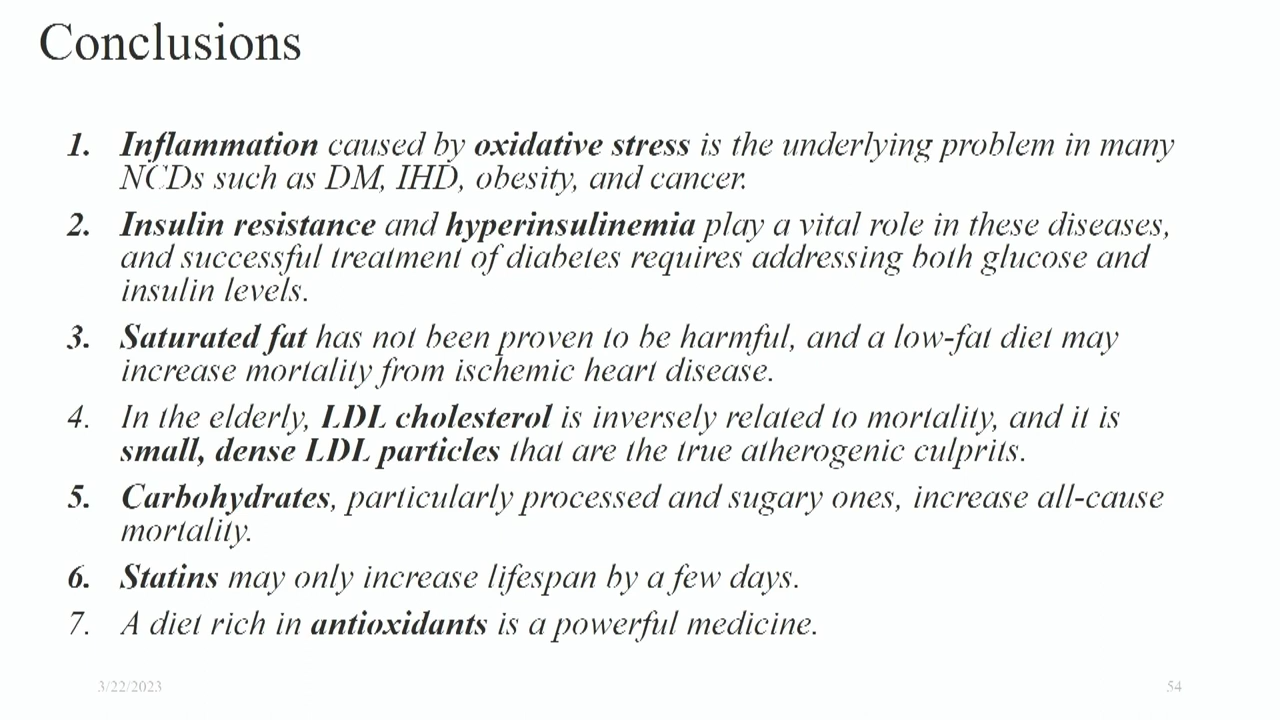 Conclusions
1. Inflammation caused by oxidative stress is the underlying problem in many
NCDs such as DM, IHD, obesity, and cancer.
2. Insulin resistance and hyperinsulinemia play a vital role in these diseases,
and successful treatment of diabetes requires addressing both glucose and
insulin levels.
3. Saturated fat has not been proven to be harmful, and a low-fat diet may
increase mortality from ischemic heart disease.
4. In the elderly, LDL cholesterol is inversely related to mortality, and it is
small, dense LDL particles that are the true atherogenic culprits.
5. Carbohydrates, particularly processed and sugary ones, increase all-cause
mortality.
6. Statins may only increase lifespan by a few days.
7. A diet rich in antioxidants is a powerful medicine.
3/22/2023
54